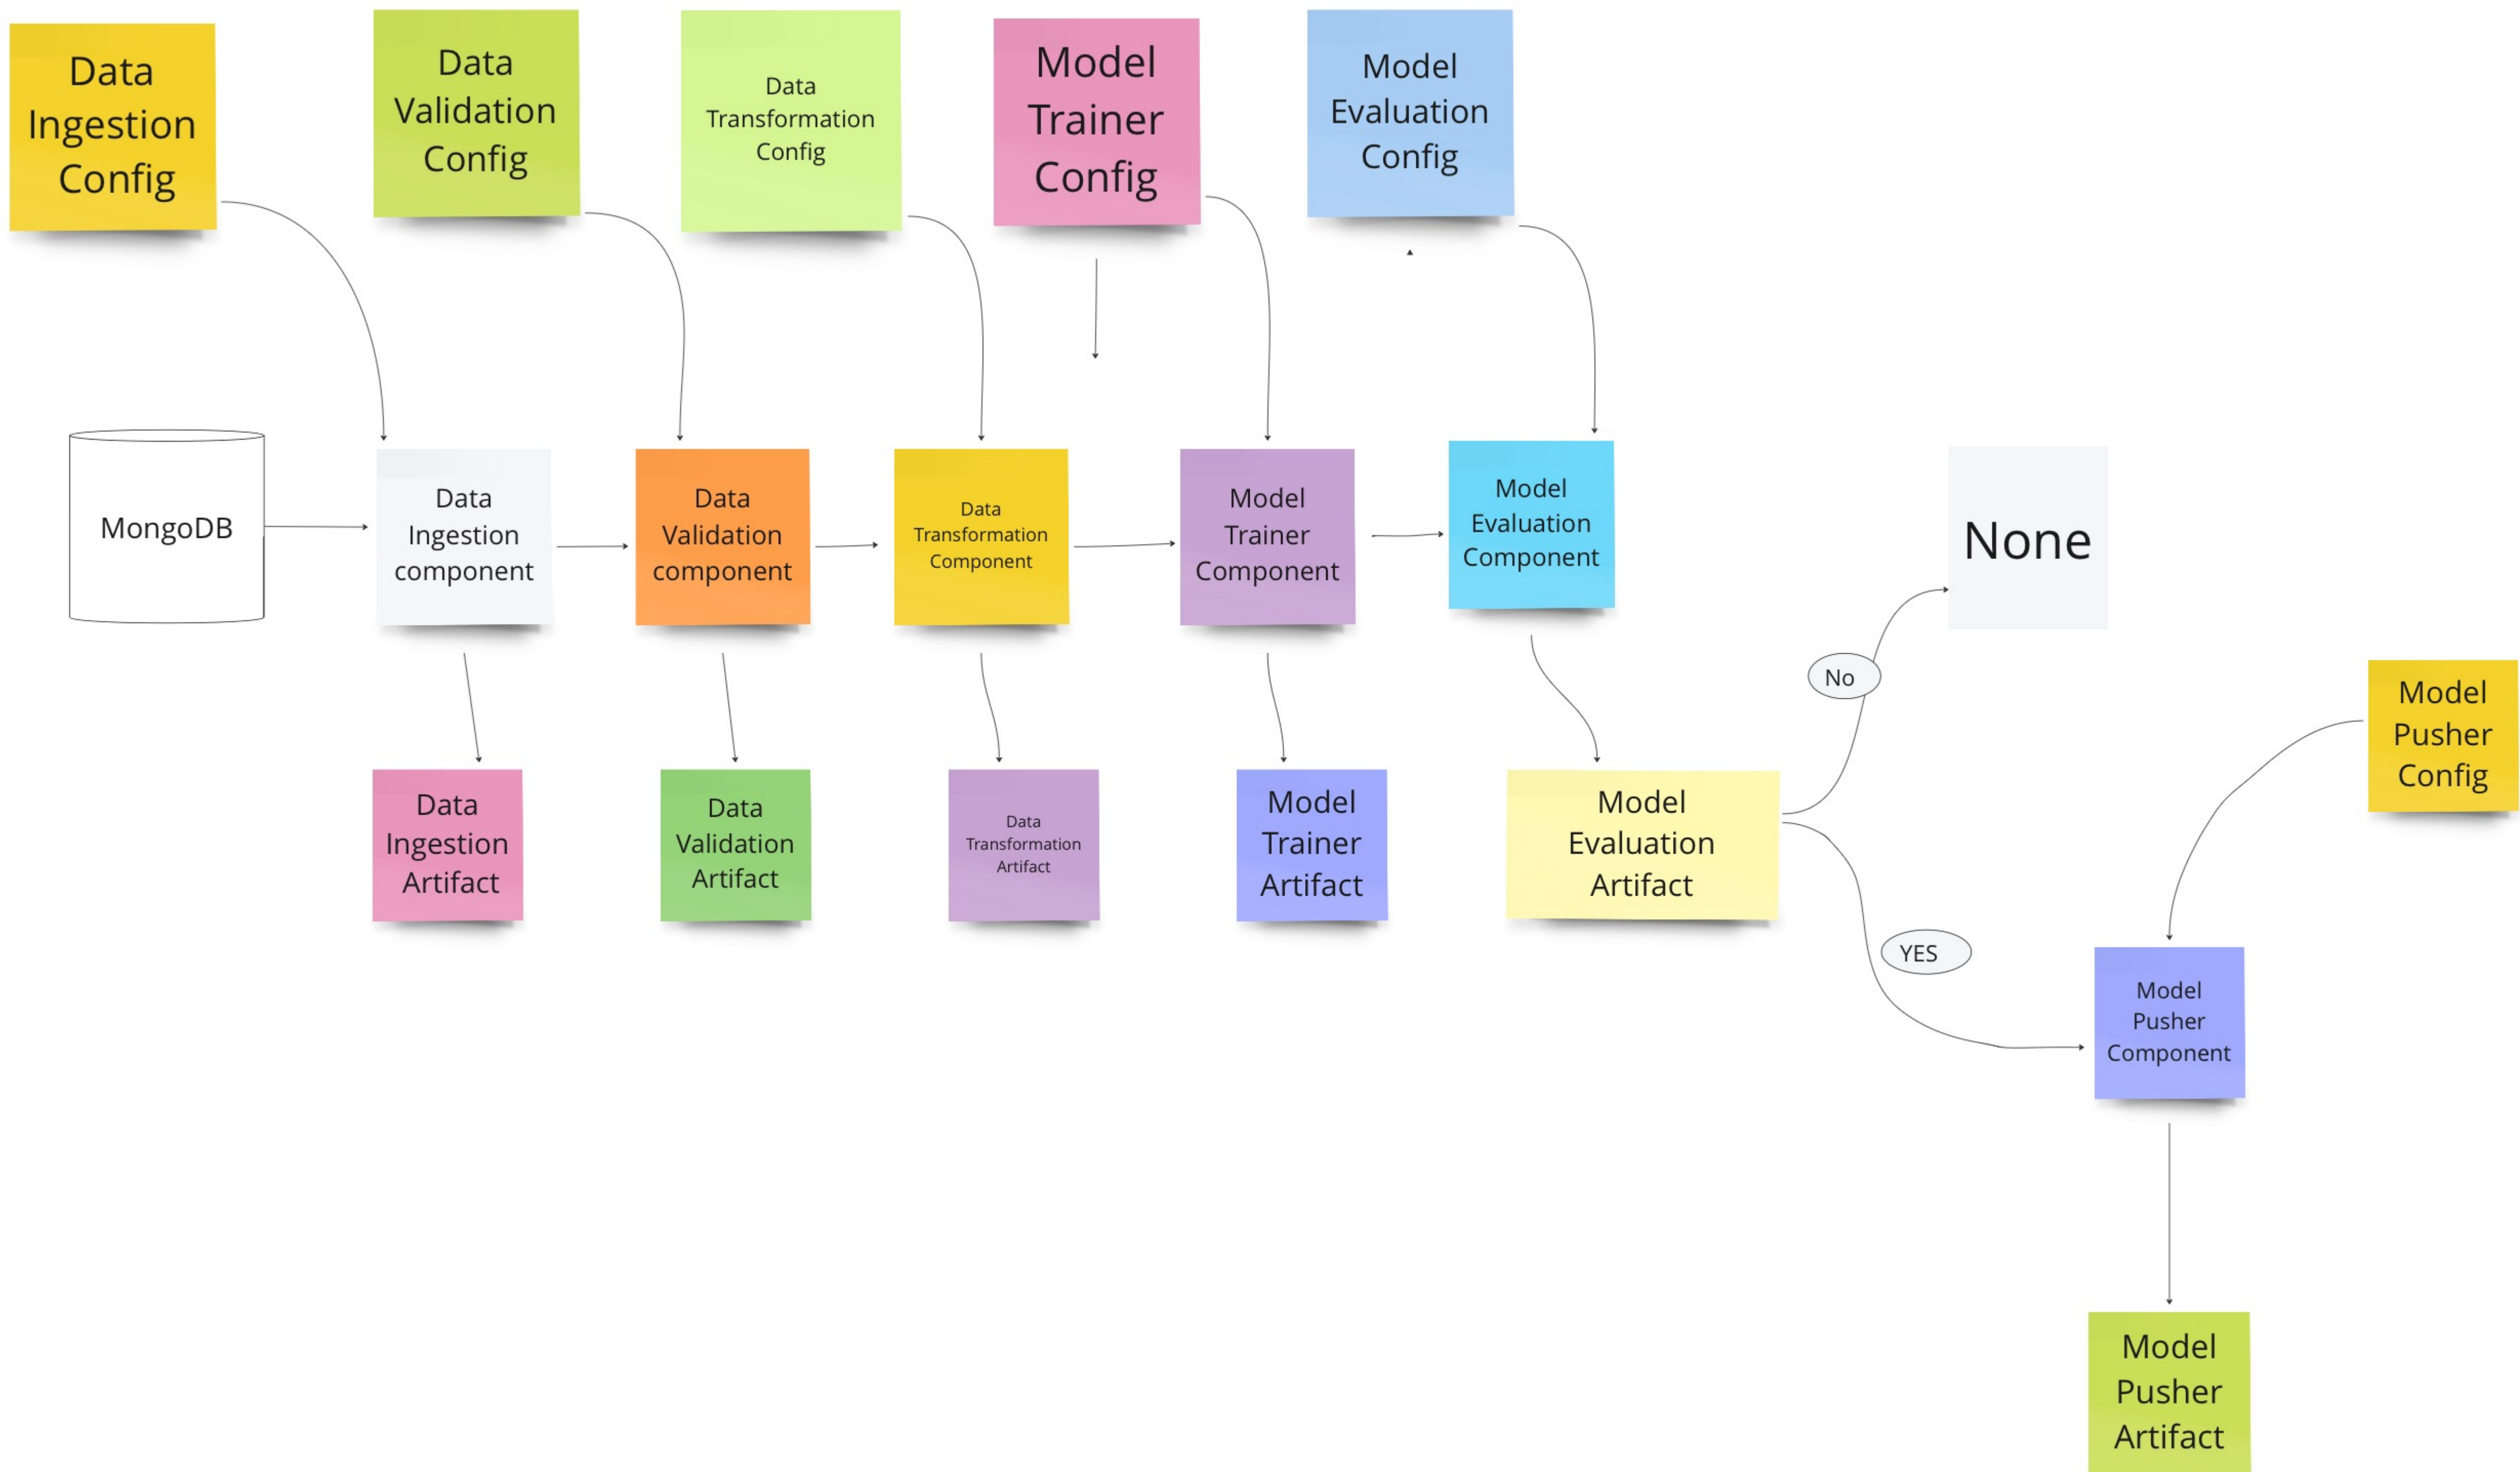 Data
Ingestion
Config
Data
Validation
Config
Data
Transformation
Config
Model
Trainer
Config
Model
Evaluation
Config
MongoDB
Data
Ingestion
component
Data
Validation
component
Data
Transformation
Component
Model
Trainer
Component
Model
Evaluation
Component
None
No
Model
Pusher
Config
Data
Ingestion
Artifact
Data
Validation
Artifact
Data
Transformation
Artifact
Model
Trainer
Artifact
Model
Evaluation
Artifact
YES
Model
Pusher
Component
Model
Pusher
Artifact